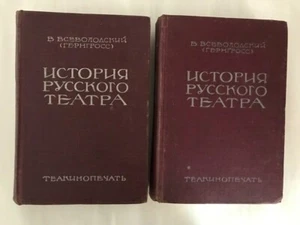 В. ВСЕВОЛОДСКИЙ
(ГЕРНГРОСС)
ИСТОРИЯ
РУССКОГО
ТЕАТРА
ТЕАКИНОПЕЧАТЬ
В. ВСЕВОЛОДСКИЙ
(ГЕРНГРОСС)
ИСТОРИЯ
РУССКОГО
ТЕАТРА
ТЕАКИНОПЕЧАТЬ